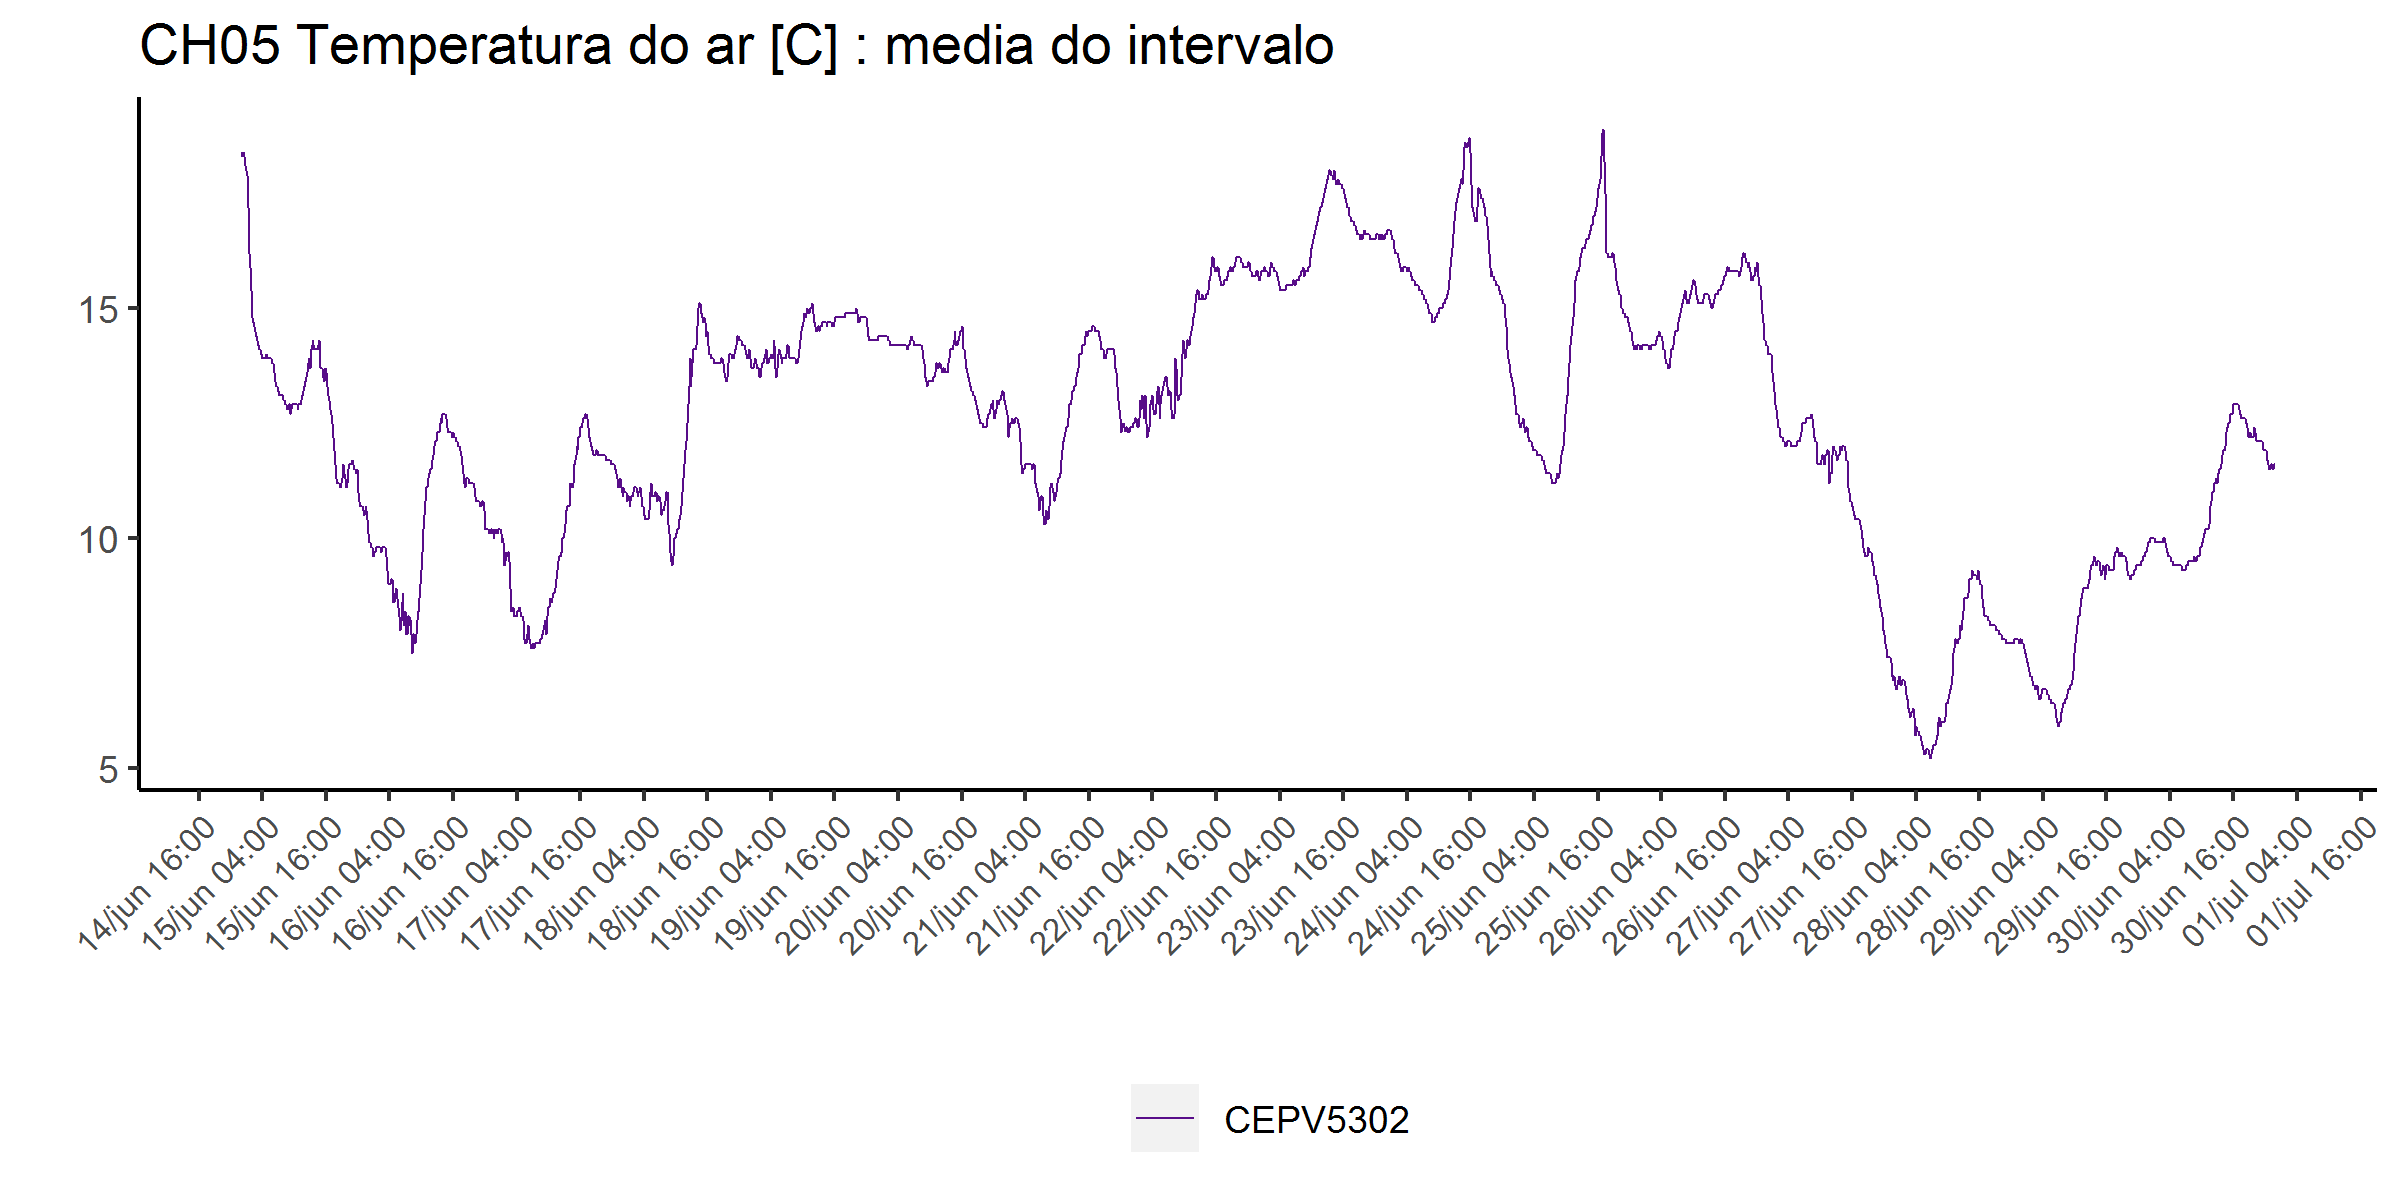 CH05 Temperatura do ar [C] : media do intervalo
15
10
5
14/jun 16:00
15/jun 04:00
15/jun 16:00
16/jun 04:00
16/jun 16:00
17/jun 04:00
17/jun 16:00
18/jun 04:00
18/jun 16:00
19/jun 04:00
19/jun 16:00
20/jun 04:00
20/jun 16:00
21/jun 04:00
21/jun 16:00
22/jun 04:00
22/jun 16:00
23/jun 04:00
23/jun 16:00
24/jun 04:00
24/jun 16:00
25/jun 04:00
25/jun 16:00
26/jun 04:00
26/jun 16:00
27/jun 04:00
27/jun 16:00
28/jun 04:00
28/jun 16:00
29/jun 04:00
29/jun 16:00
30/jun 04:00
30/jun 16:00
01/jul 04:00
01/jul 16:00
CEPV5302